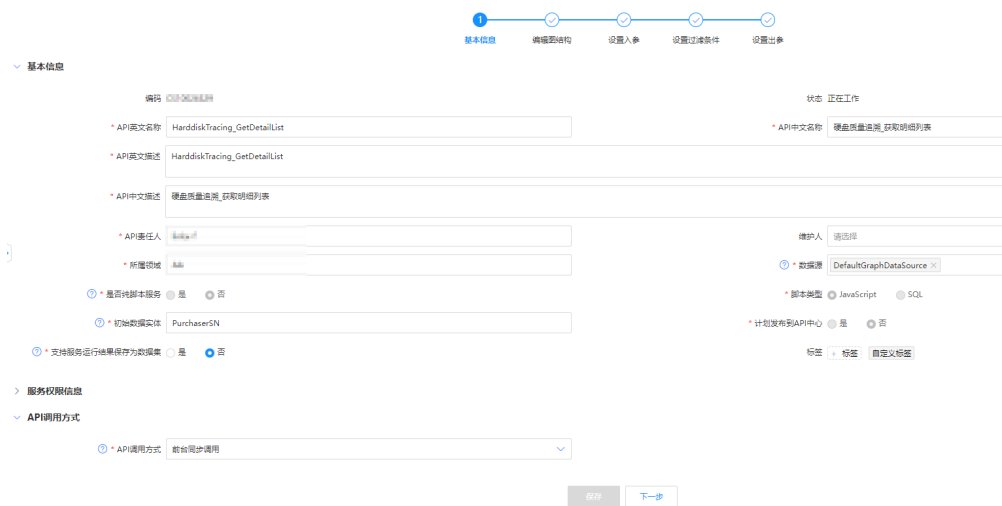 1
基本信息 编辑图结构 设置入参 设置过滤条件 设置出参
基本信息
编码 状态 正在工作
* API英文名称 HarddiskTracing_GetDetailList * API中文名称 硬盘质量追溯_获取明细列表
* API英文描述 HarddiskTracing_GetDetailList
* API中文描述 硬盘质量追溯_获取明细列表
* API责任人 维护人 请选择
* 所属领域 * 数据源 DefaultGraphDataSource ×
* 是否纯脚本服务 是 否 * 脚本类型 JavaScript SQL
* 初始数据实体 PurchaserSN * 计划发布到API中心 是 否
* 支持服务运行结果保存为数据集 是 否 标签 + 标签 自定义标签
服务权限信息
API调用方式
* API调用方式 前台同步调用
保存 下一步